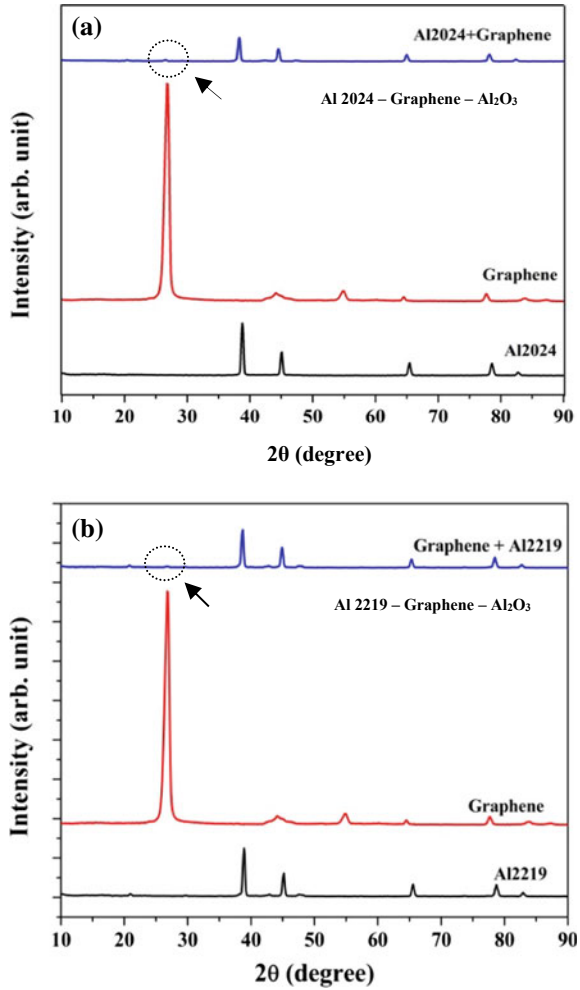 (a)
Al2024+Graphene
Al 2024 – Graphene – Al₂O₃
Graphene
Al2024
Intensity (arb. unit)
10 20 30 40 50 60 70 80 90
2θ (degree)
(b)
Graphene + Al2219
Al 2219 – Graphene – Al₂O₃
Graphene
Al2219
Intensity (arb. unit)
10 20 30 40 50 60 70 80 90
2θ (degree)